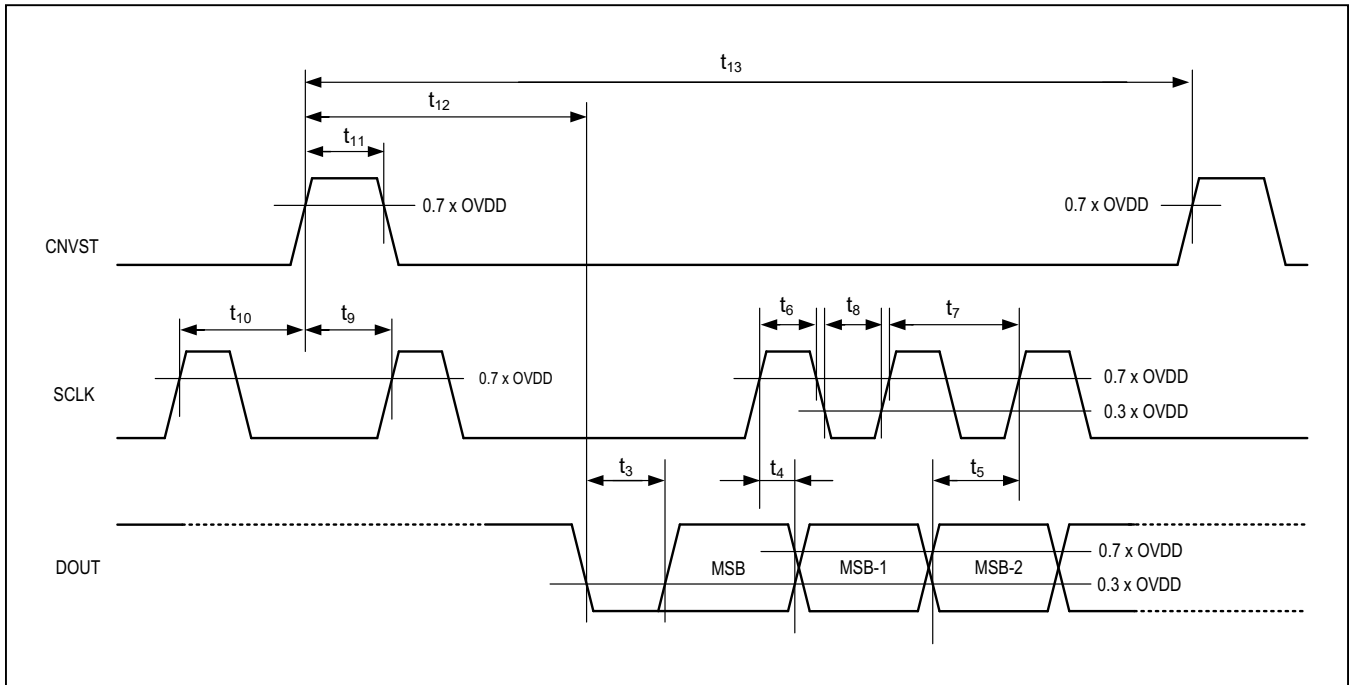 t13
t12
t11
0.7 x OVDD
0.7 x OVDD
CNVST
t10
t9
t6
t8
t7
0.7 x OVDD
0.7 x OVDD
SCLK
0.3 x OVDD
t3
t4
t5
0.7 x OVDD
DOUT
MSB
MSB-1
MSB-2
0.3 x OVDD